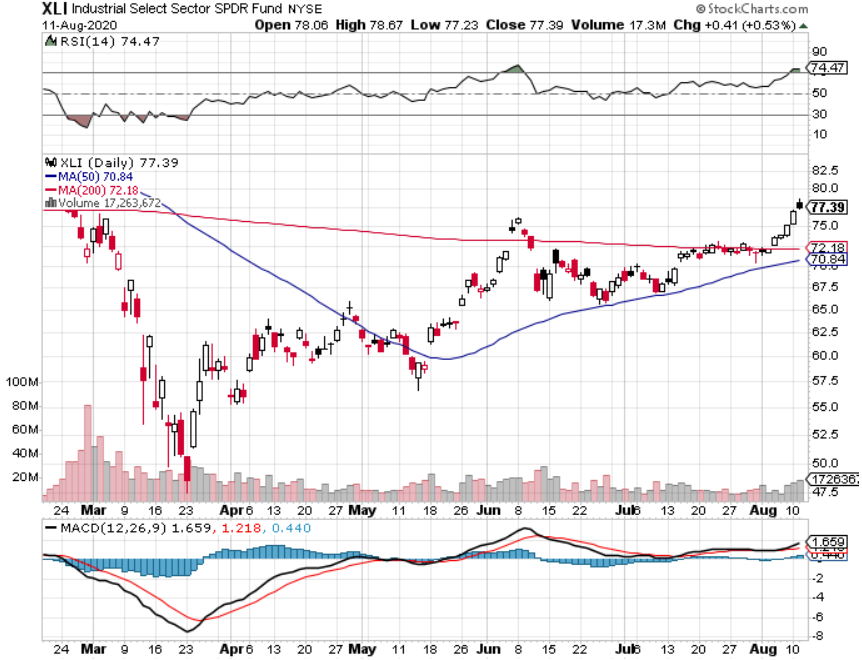 XLI Industrial Select Sector SPDR Fund NYSE © StockCharts.com
11-Aug-2020 Open 78.06 High 78.67 Low 77.23 Close 77.39 Volume 17.3M Chg +0.41 (+0.53%)
RSI(14) 74.47
90
74.47
50
30
10
XLI (Daily) 77.39
MA(50) 70.84
MA(200) 72.18
Volume 17,263,672
82.5
80.0
77.39
75.0
72.18
70.84
67.5
65.0
62.5
60.0
57.5
55.0
52.5
50.0
47.5
100M
80M
60M
40M
20M
24 Mar 9 16 23 Apr 6 13 20 27 May 11 18 26 Jun 8 15 22 Jul 6 13 20 27 Aug 10
MACD(12,26,9) 1.659, 1.218, 0.440
1.659
-2
-4
-6
-8
24 Mar 9 16 23 Apr 6 13 20 27 May 11 18 26 Jun 8 15 22 Jul 6 13 20 27 Aug 10